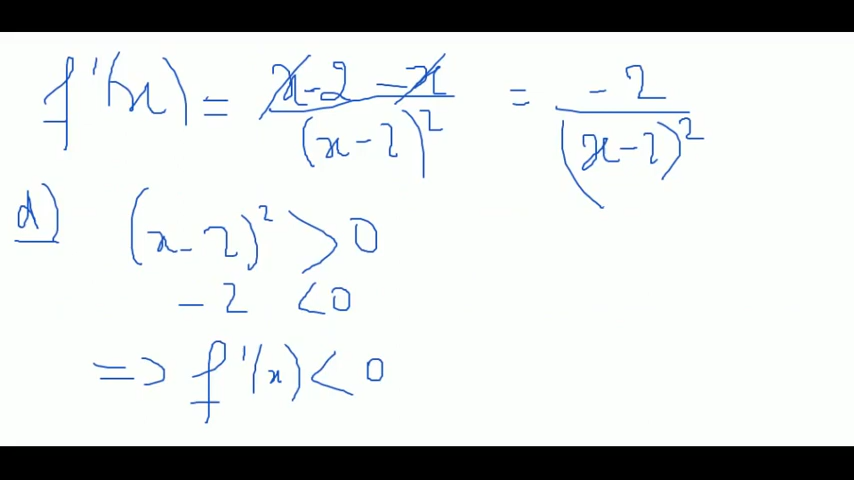 f'(x) = x-2-x/(x-2)² = -2/(x-2)²
d) (x-2)² > 0
-2 < 0
=> f'(x) < 0